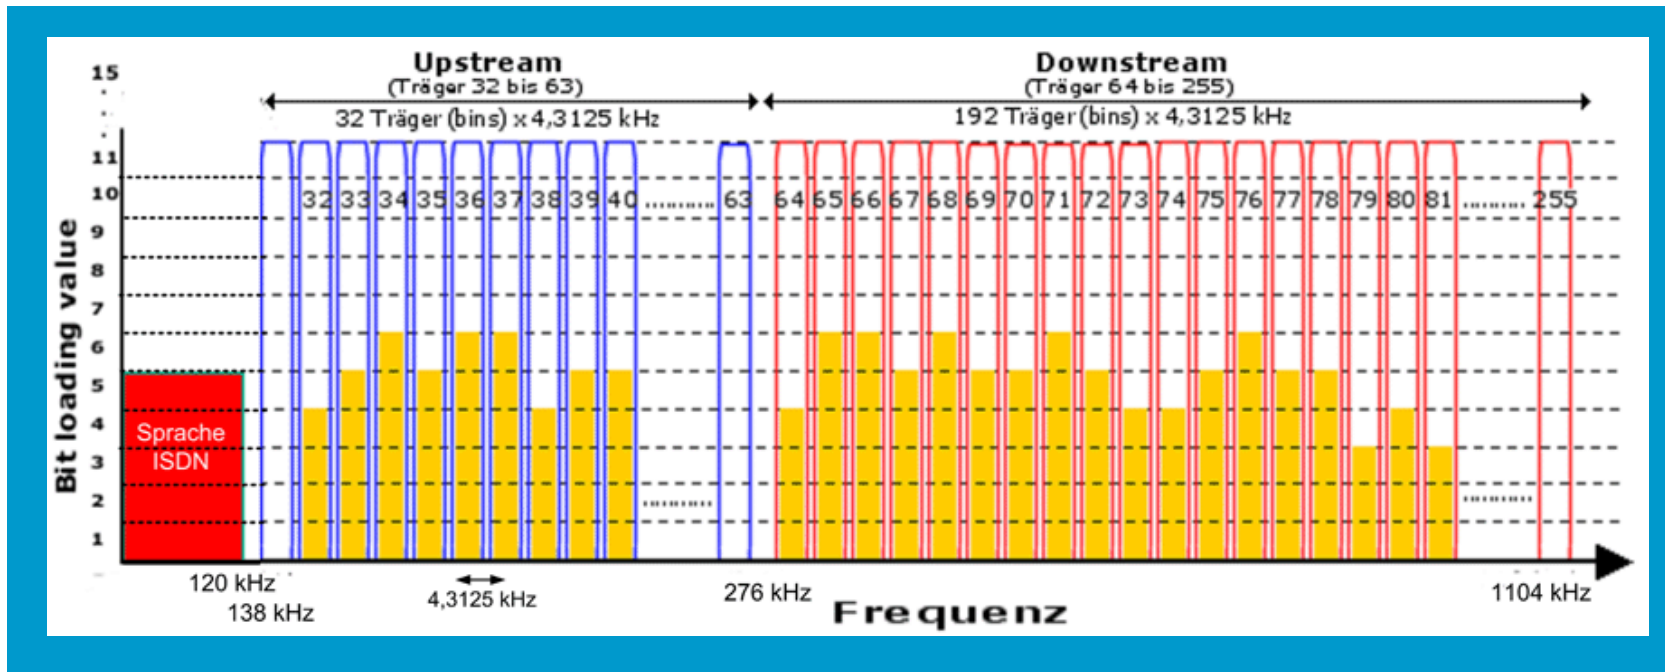 Upstream
(Träger 32 bis 63)
32 Träger (bins) x 4,3125 kHz
Downstream
(Träger 64 bis 255)
192 Träger (bins) x 4,3125 kHz
Bit loading value
15
11
10
9
8
7
6
5
4
3
2
1
32 33 34 35 36 37 38 39 40 ........... 63 64 65 66 67 68 69 70 71 72 73 74 75 76 77 78 79 80 81 .......... 255
Sprache
ISDN
120 kHz
138 kHz
4,3125 kHz
276 kHz
Frequenz
1104 kHz